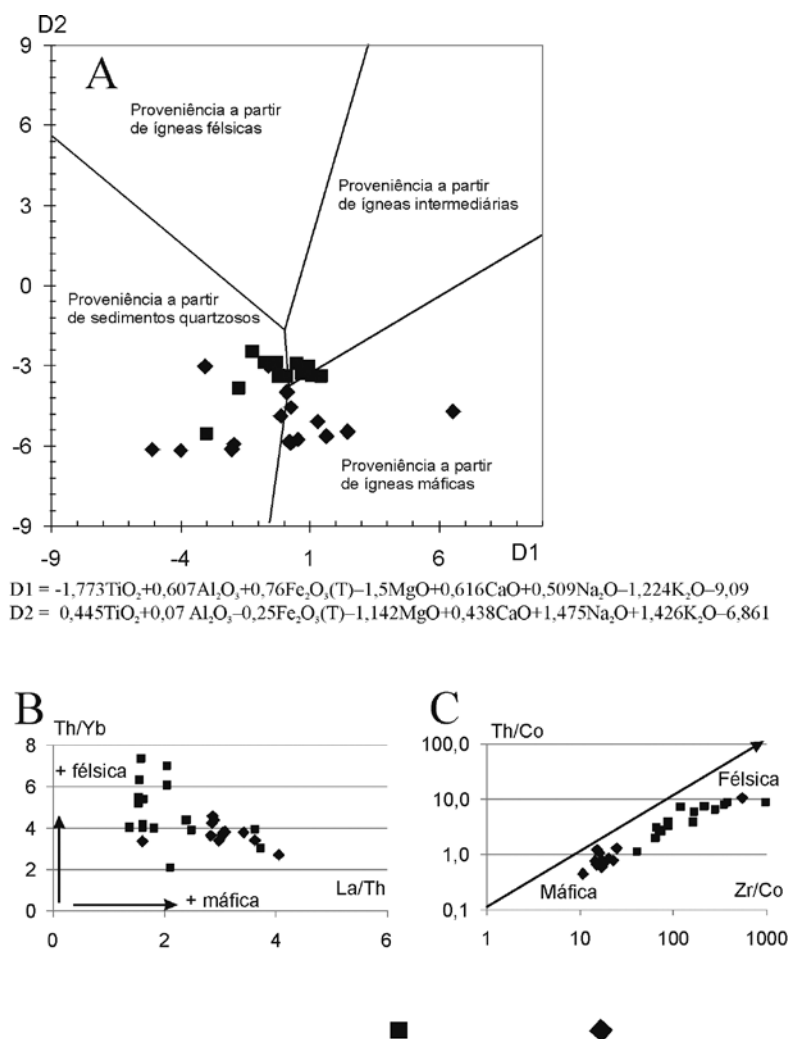 D2
9
A
Proveniência a partir
de ígneas félsicas
6
Proveniência a partir
de ígneas intermediárias
3
0
Proveniência a partir
de sedimentos quartzosos
-3
-6
Proveniência a partir
de ígneas máficas
-9
-9 -4 1 6
D1
D1 = -1,773TiO₂+0,607Al₂O₃+0,76Fe₂O₃(T)–1,5MgO+0,616CaO+0,509Na₂O–1,224K₂O–9,09
D2 = 0,445TiO₂+0,07 Al₂O₃–0,25Fe₂O₃(T)–1,142MgO+0,438CaO+1,475Na₂O+1,426K₂O–6,861
B
Th/Yb
8
+ félsica
6
4
2
La/Th
+ máfica
0
0 2 4 6
C
Th/Co
100,0
Félsica
10,0
1,0
Máfica
Zr/Co
0,1
1 10 100 1000